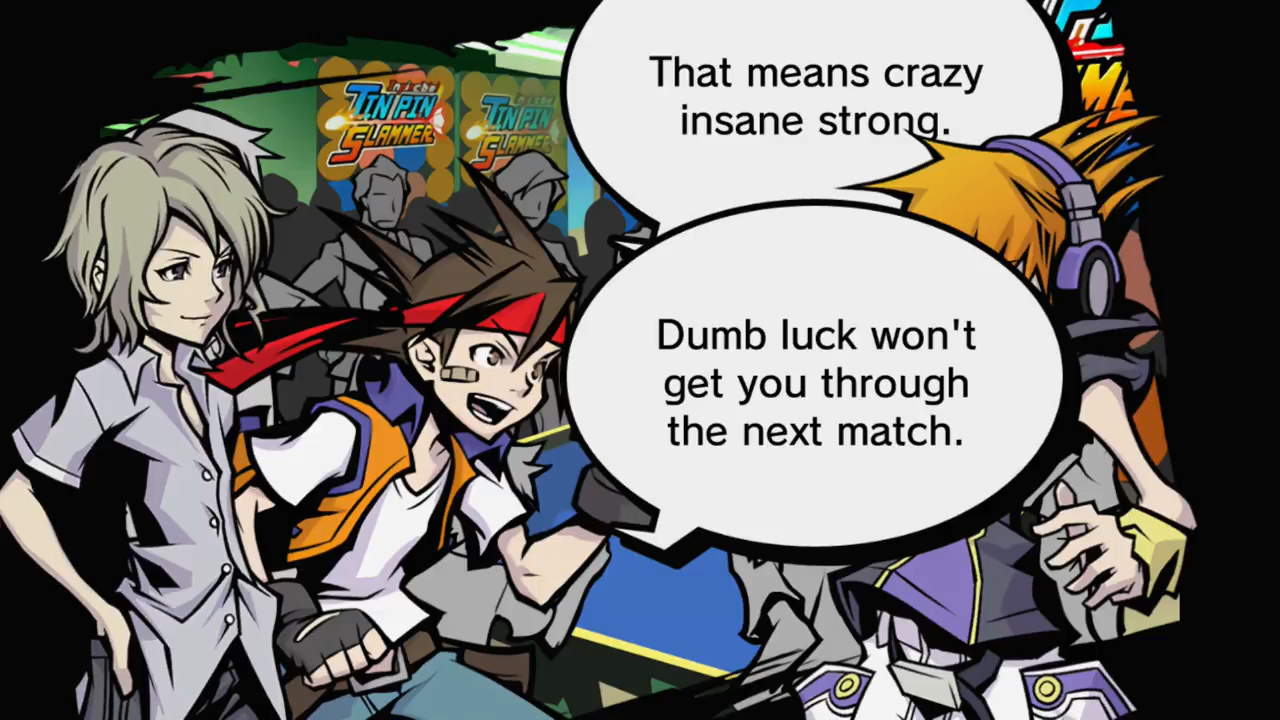 That means crazy
insane strong.
Dumb luck won't
get you through
the next match.
TIN PIN
SLAMMER
TIN PIN
SLAMMER